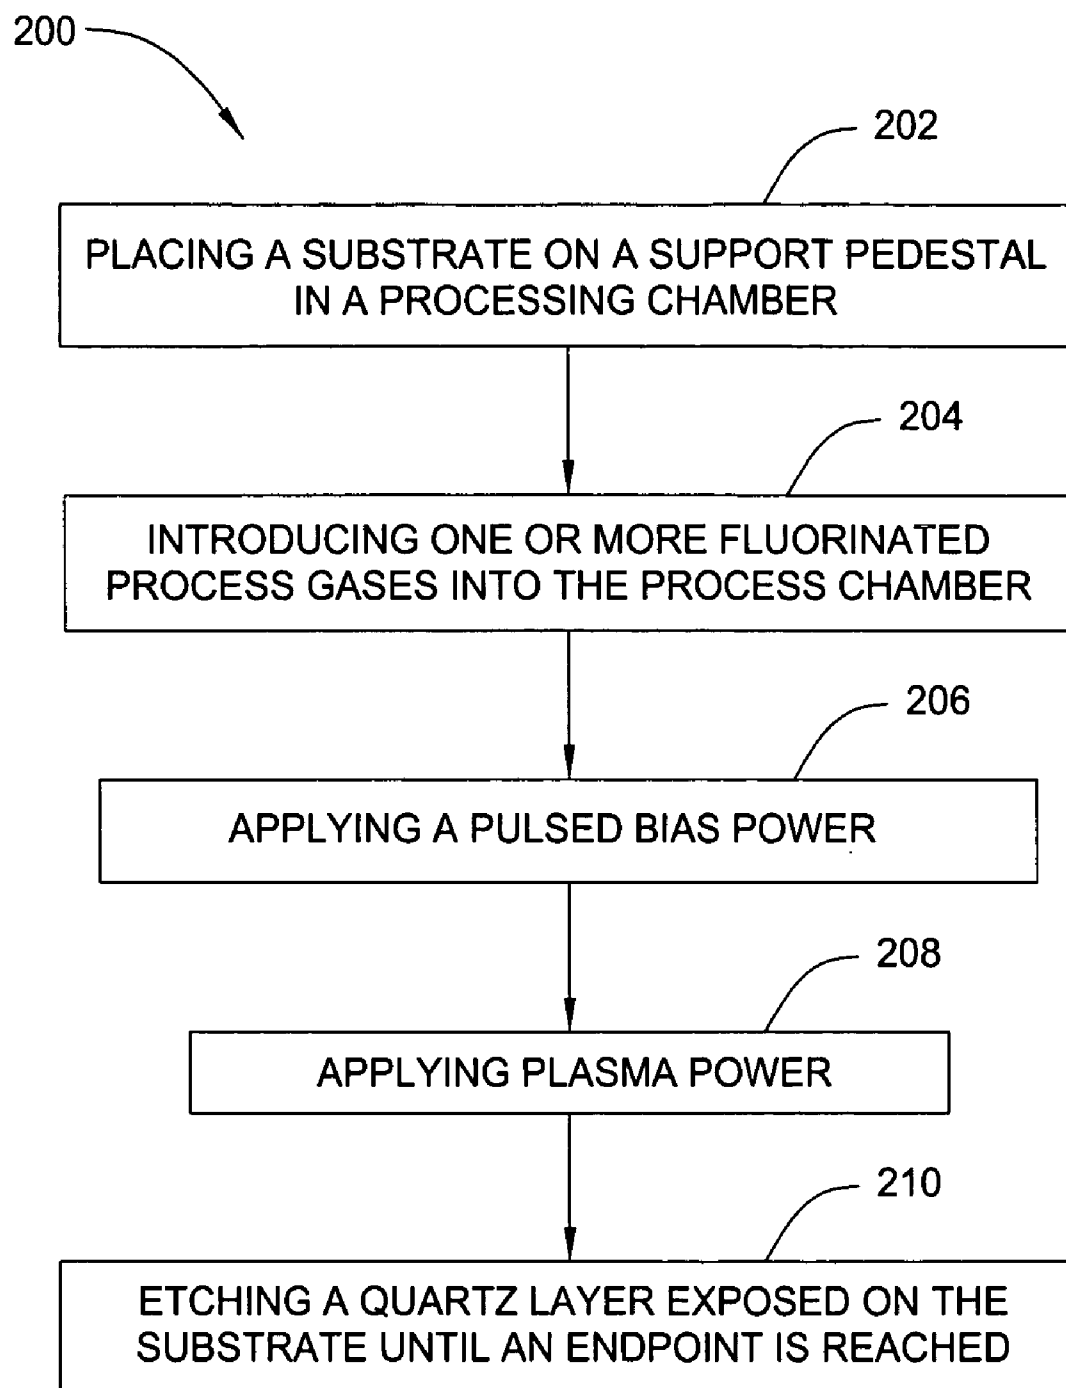 200
202
PLACING A SUBSTRATE ON A SUPPORT PEDESTAL
IN A PROCESSING CHAMBER
204
INTRODUCING ONE OR MORE FLUORINATED
PROCESS GASES INTO THE PROCESS CHAMBER
206
APPLYING A PULSED BIAS POWER
208
APPLYING PLASMA POWER
210
ETCHING A QUARTZ LAYER EXPOSED ON THE
SUBSTRATE UNTIL AN ENDPOINT IS REACHED